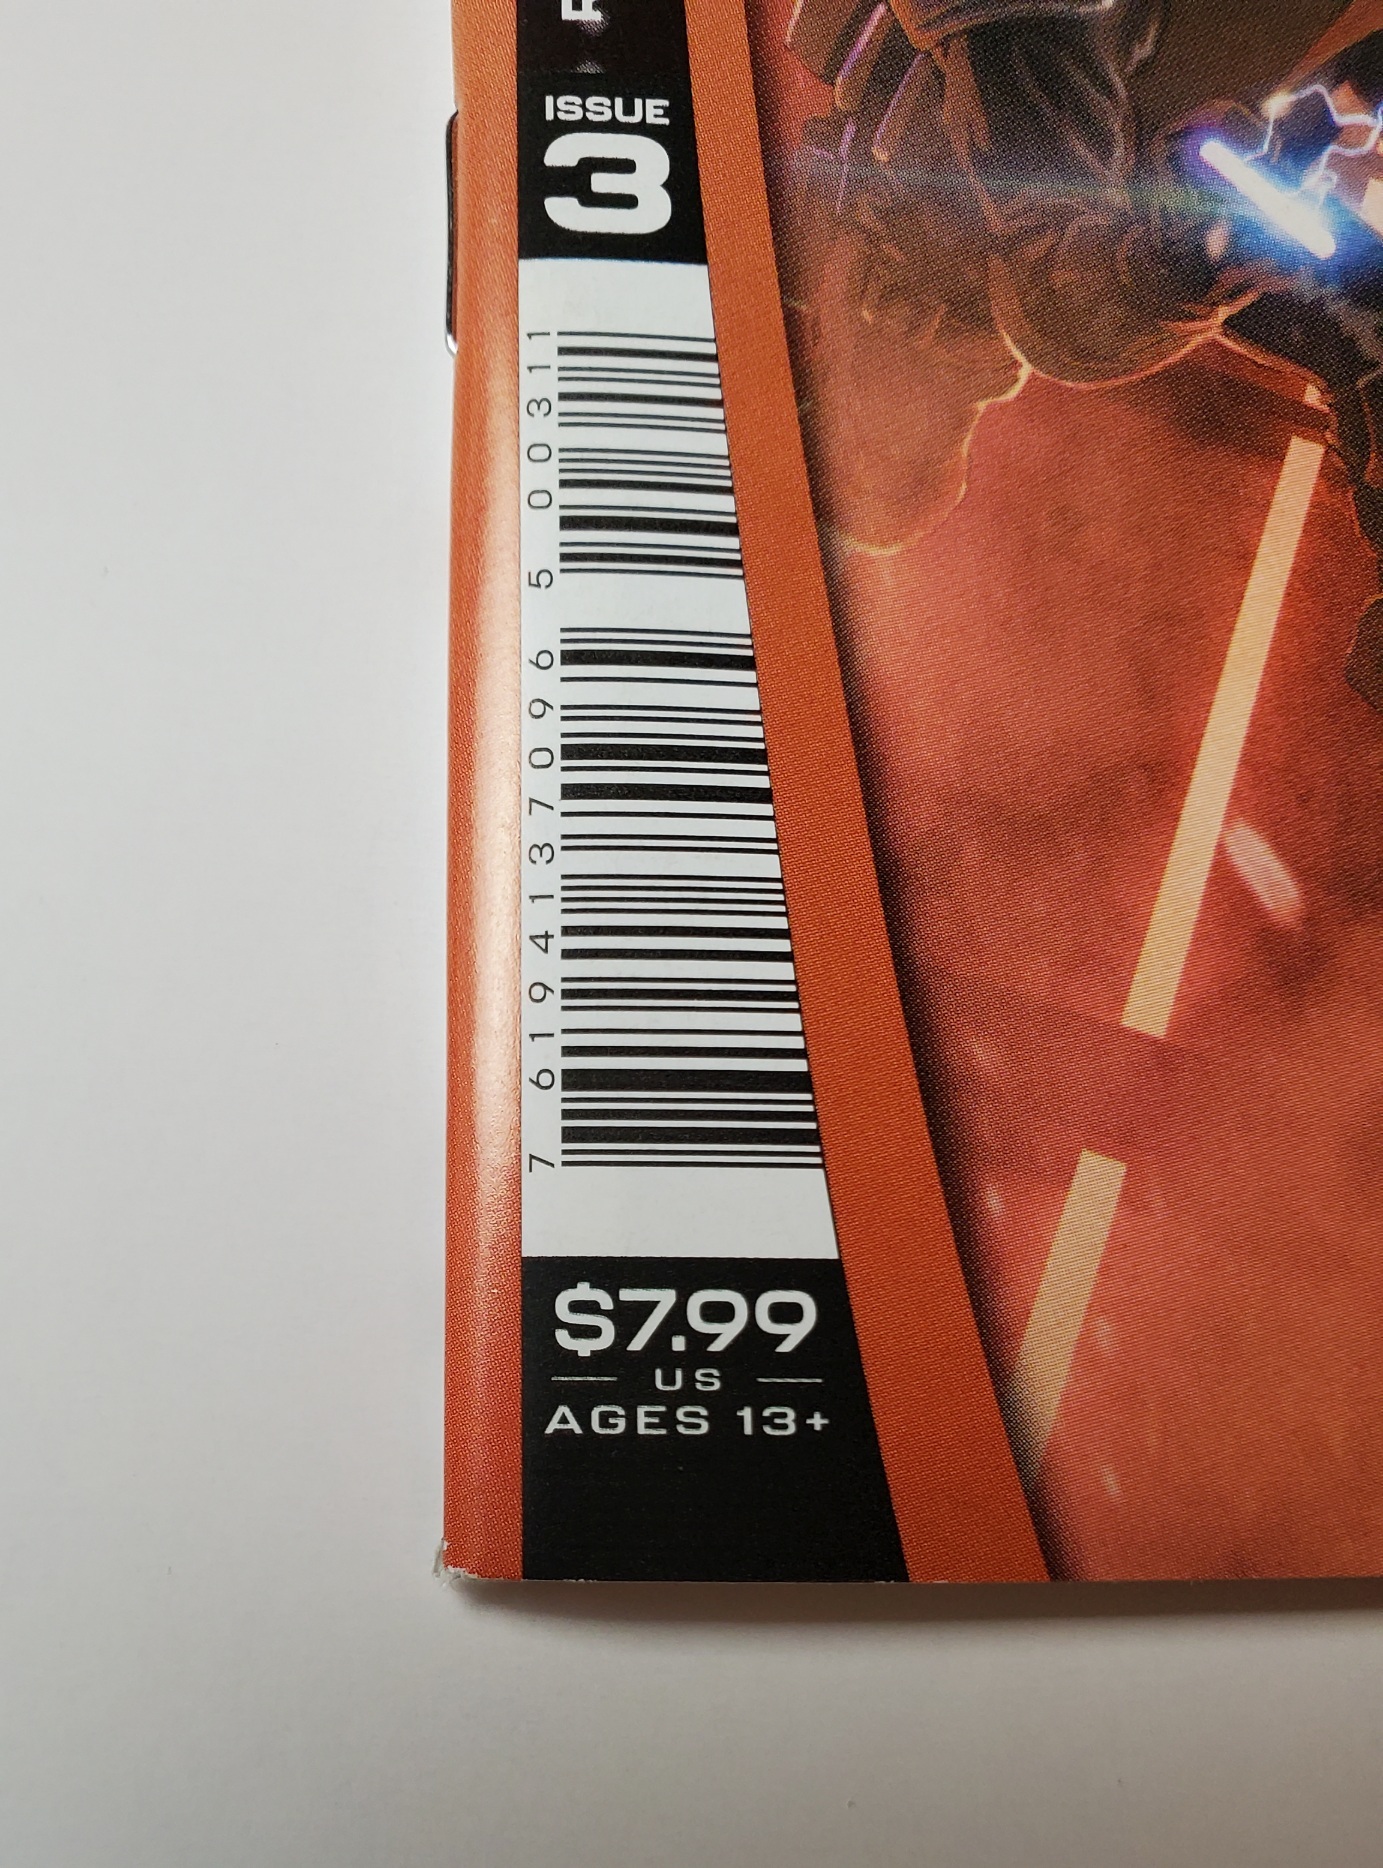 R
ISSUE
3
7 61941 37096 5 00311
$7.99
US
AGES 13+